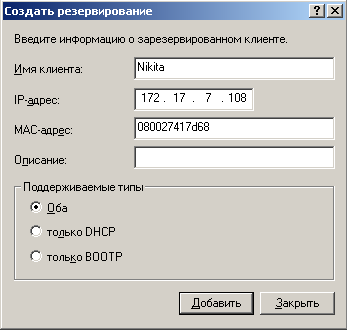 Создать резервирование
Введите информацию о зарезервированном клиенте.
Имя клиента: Nikita
IP-адрес: 172 . 17 . 7 . 108
MAC-адрес: 080027417d68
Описание:
Поддерживаемые типы
Оба
только DHCP
только BOOTP
Добавить Закрыть